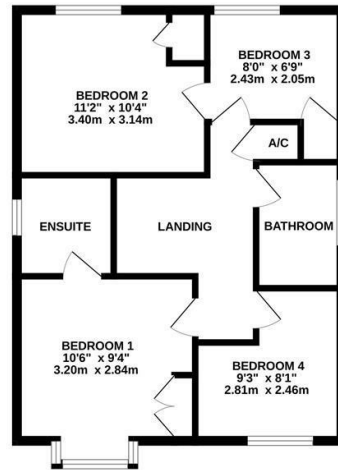 BEDROOM 2
11'2" x 10'4"
3.40m x 3.14m
BEDROOM 3
8'0" x 6'9"
2.43m x 2.05m
A/C
ENSUITE
LANDING
BATHROOM
BEDROOM 1
10'6" x 9'4"
3.20m x 2.84m
BEDROOM 4
9'3" x 8'1"
2.81m x 2.46m